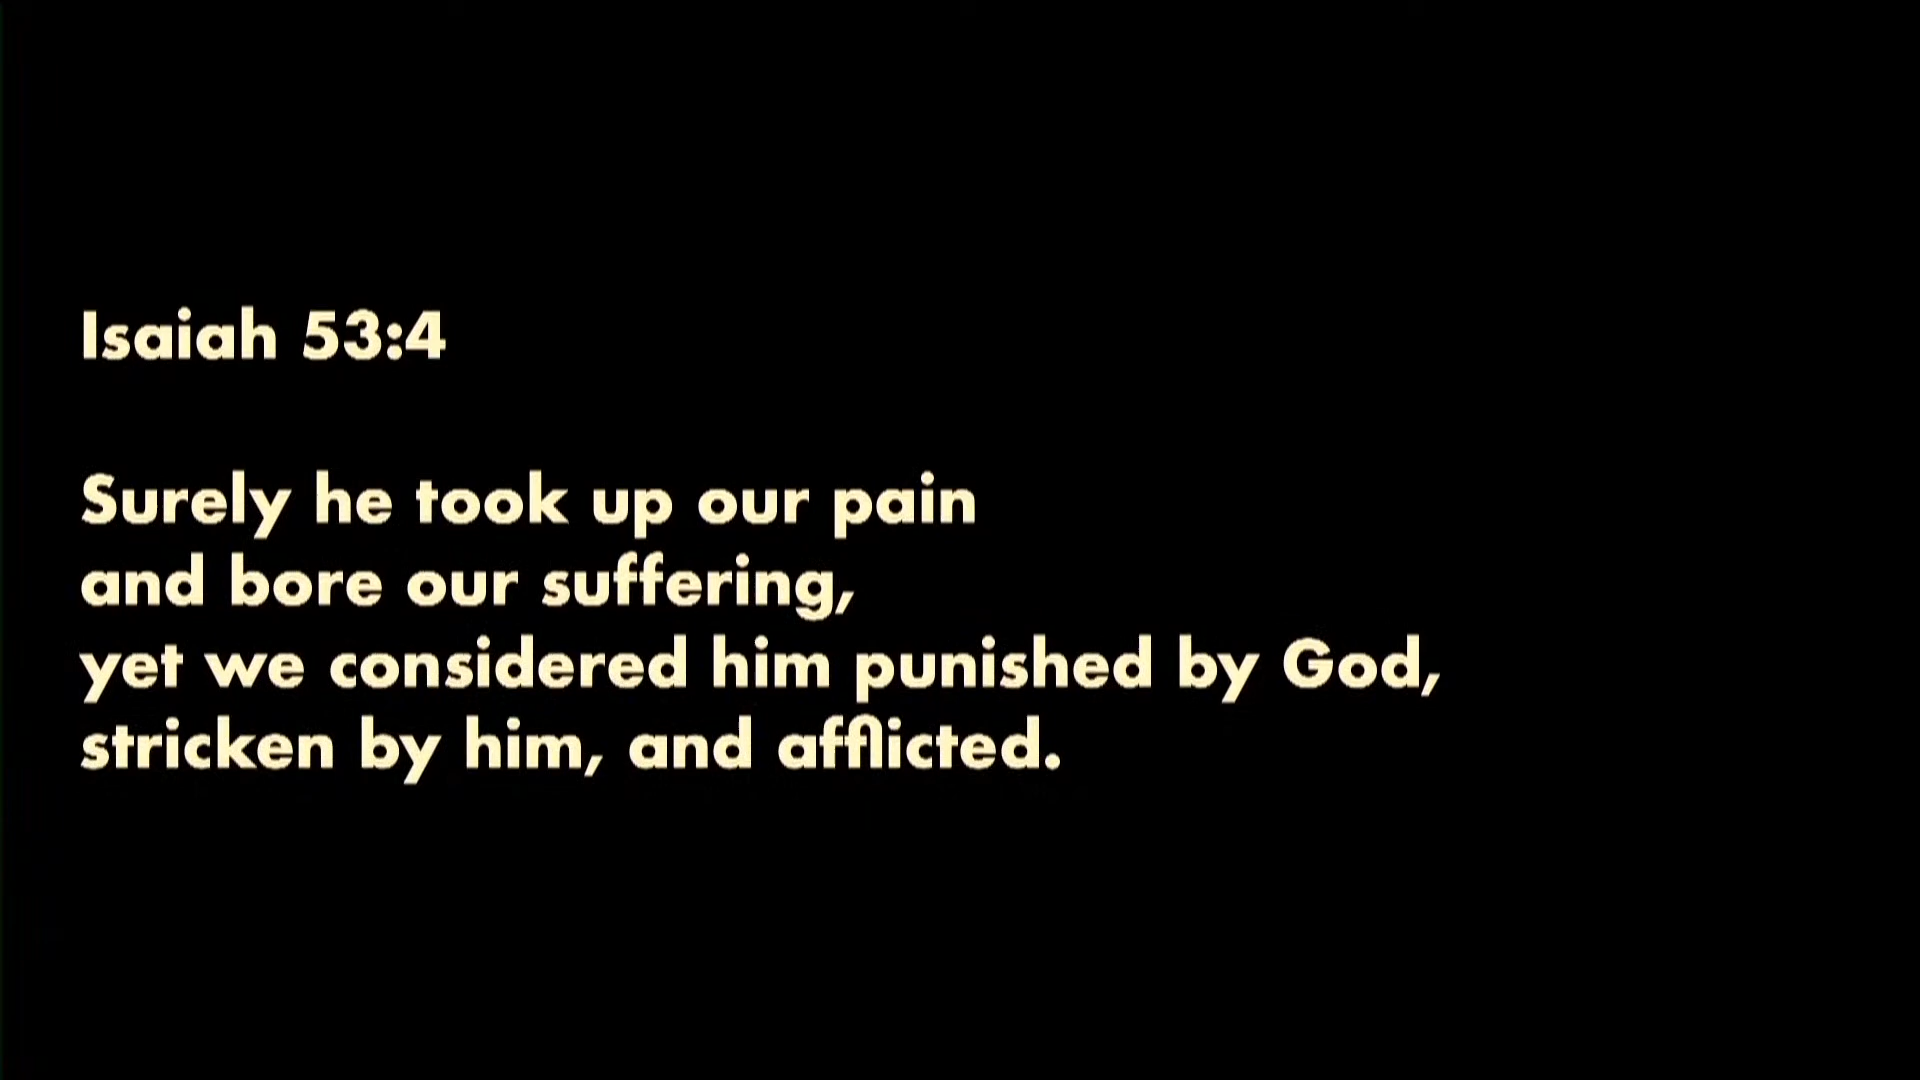 Isaiah 53:4
Surely he took up our pain
and bore our suffering,
yet we considered him punished by God,
stricken by him, and afflicted.